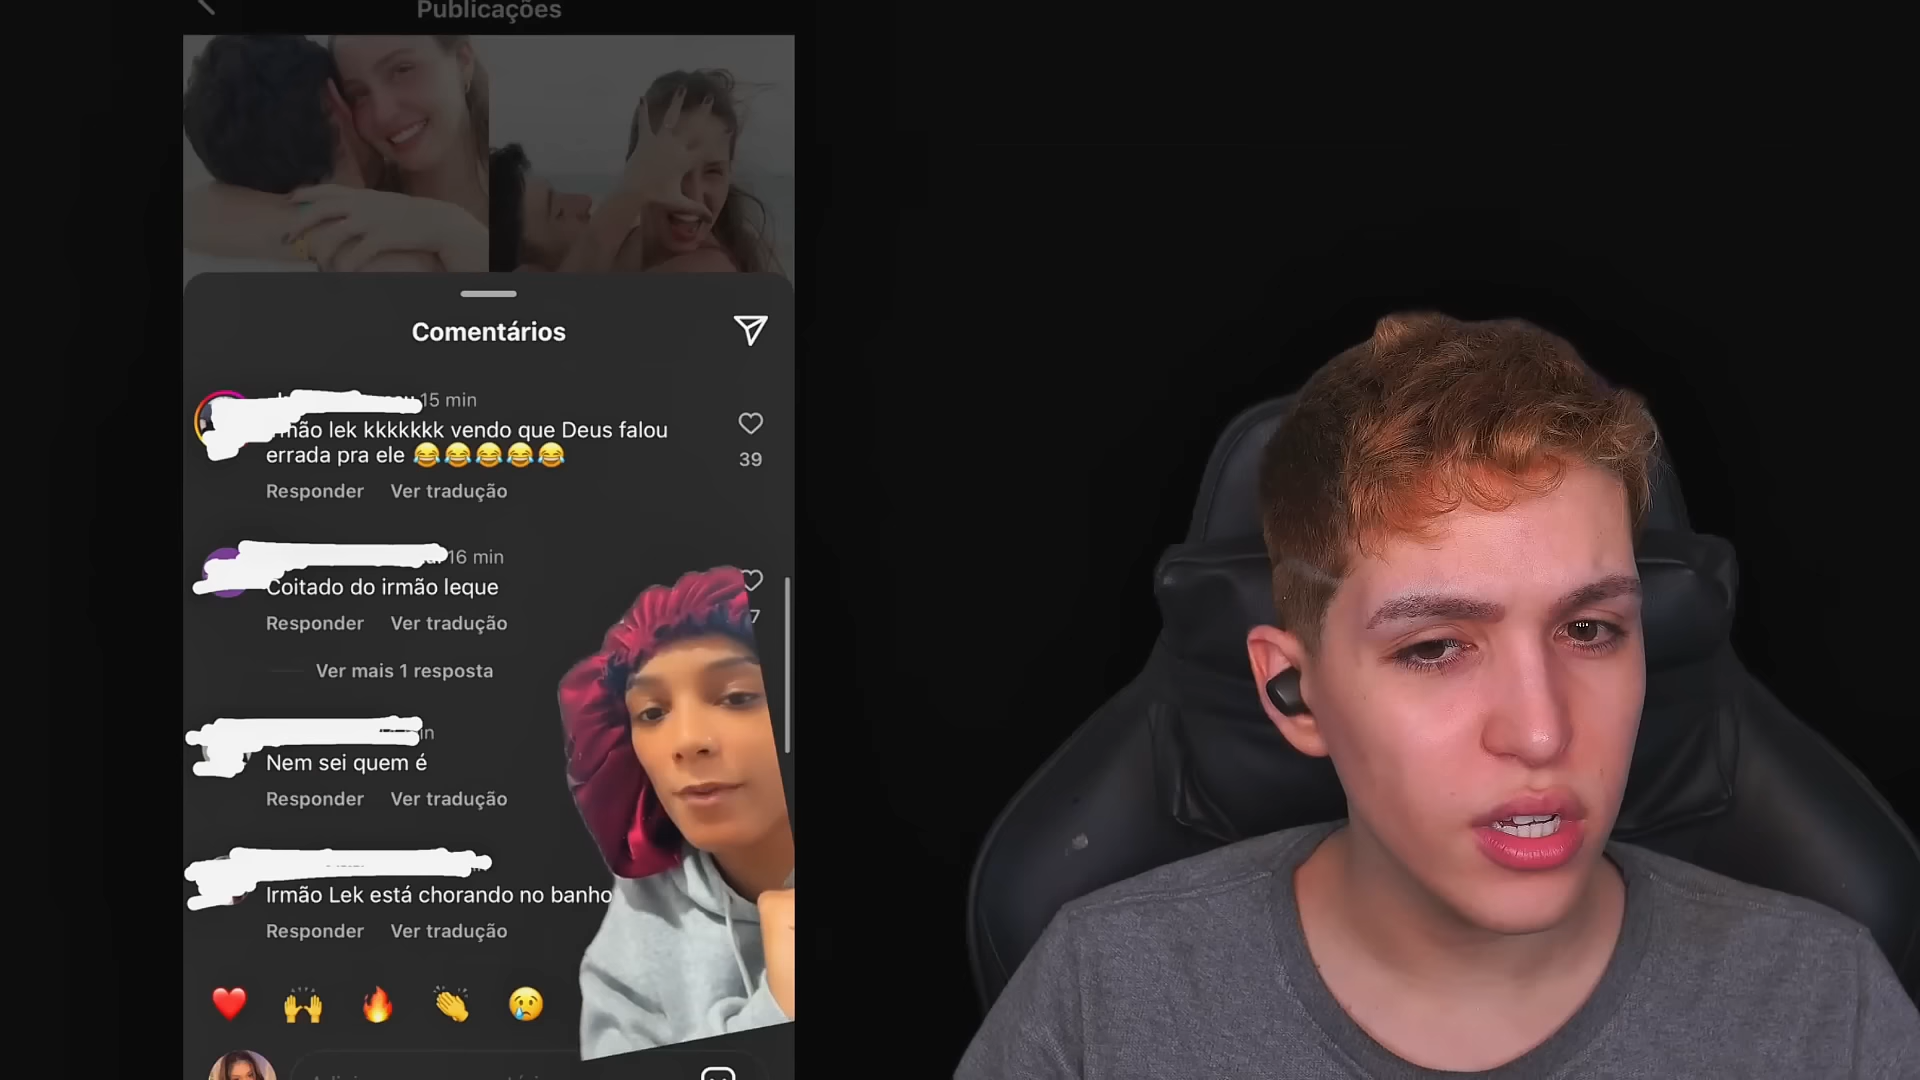 Publicações
Comentários
15 min
lek kkkkkkk vendo que Deus falou
39
errada pra ele 😂😂😂😂😂
Responder Ver tradução
16 min
Coitado do irmão leque
7
Responder Ver tradução
Ver mais 1 resposta
Nem sei quem é
Responder Ver tradução
Irmão Lek está chorando no banho
Responder Ver tradução